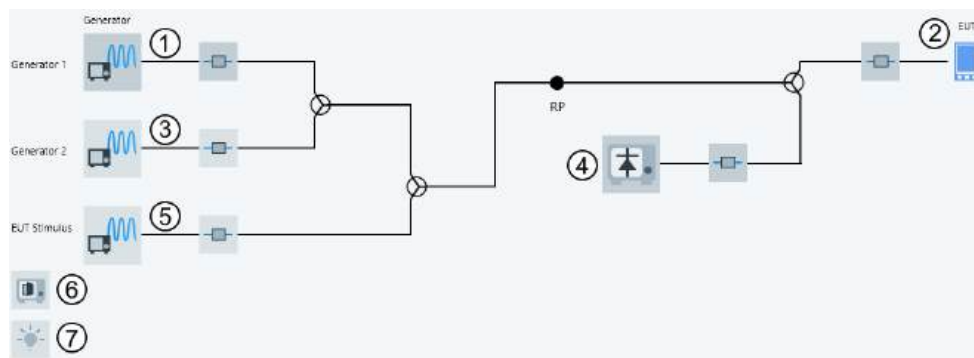 Generator
①
②
EUT
Generator 1
RP
③
Generator 2
④
⑤
EUT Stimulus
⑥
⑦